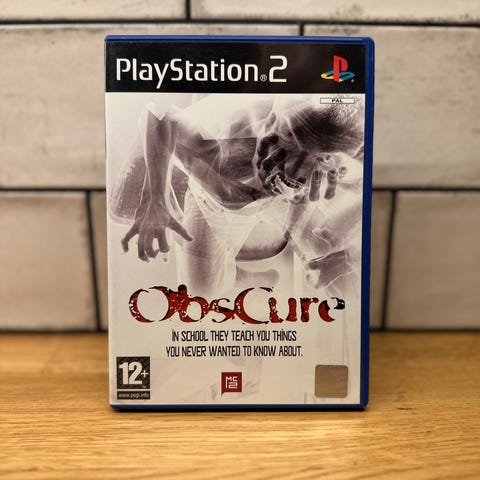 PlayStation®2
PAL
ObsCure
IN SCHOOL THEY TEACH YOU THINGS
YOU NEVER WANTED TO KNOW ABOUT.
12+
www.pegi.info
MC2